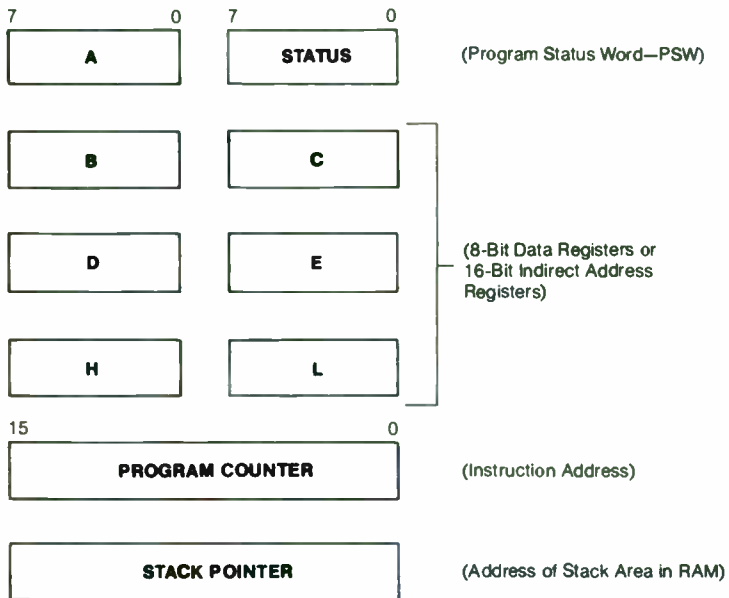 7 0 7 0
A STATUS (Program Status Word—PSW)
B C
D E
(8-Bit Data Registers or
16-Bit Indirect Address
Registers)
H L
15 0
PROGRAM COUNTER (Instruction Address)
STACK POINTER (Address of Stack Area in RAM)